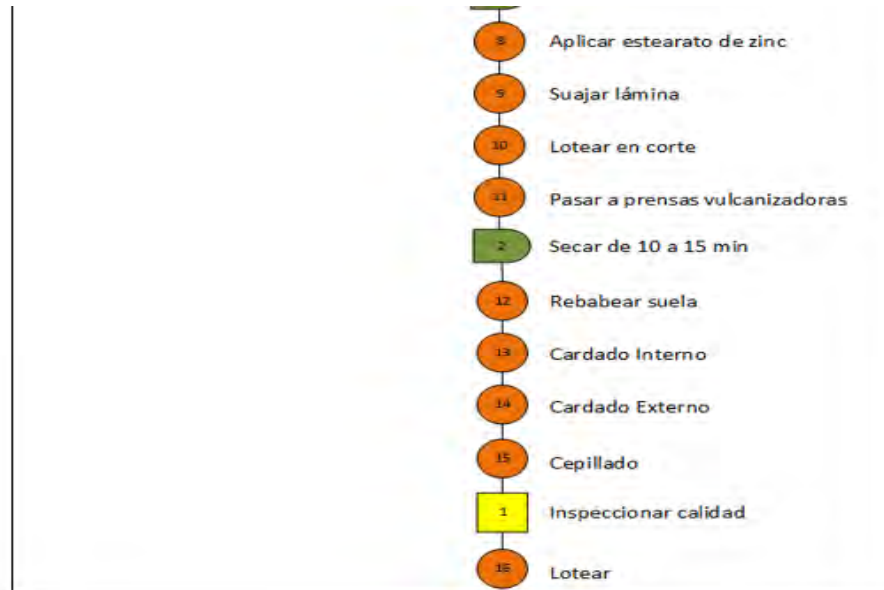 8 Aplicar estearato de zinc
9 Suajar lámina
10 Lotear en corte
11 Pasar a prensas vulcanizadoras
2 Secar de 10 a 15 min
12 Rebabear suela
13 Cardado Interno
14 Cardado Externo
15 Cepillado
1 Inspeccionar calidad
16 Lotear